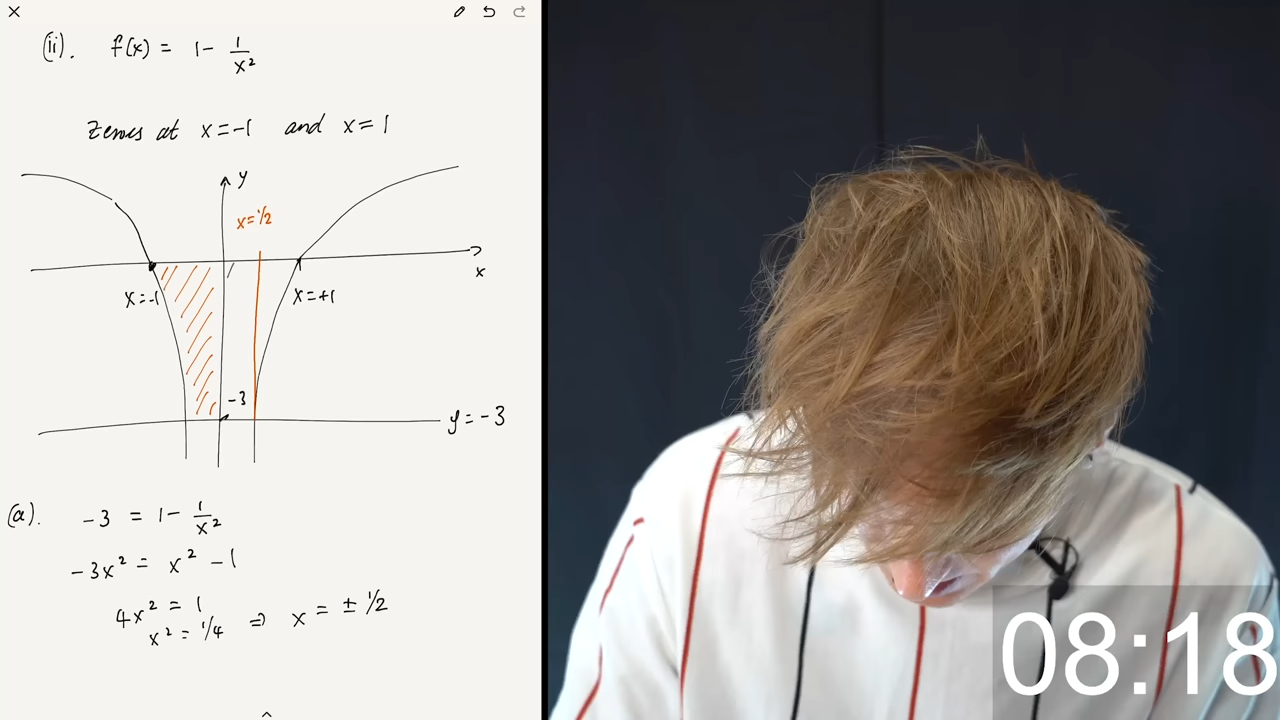 (ii). f(x) = 1 - 1/x²
Zeroes at x = -1 and x = 1
y
x = 1/2
x
x = -1
x = +1
-3
y = -3
(a). -3 = 1 - 1/x²
-3x² = x² - 1
4x² = 1
x² = 1/4 ⇒ x = ± 1/2
08:18